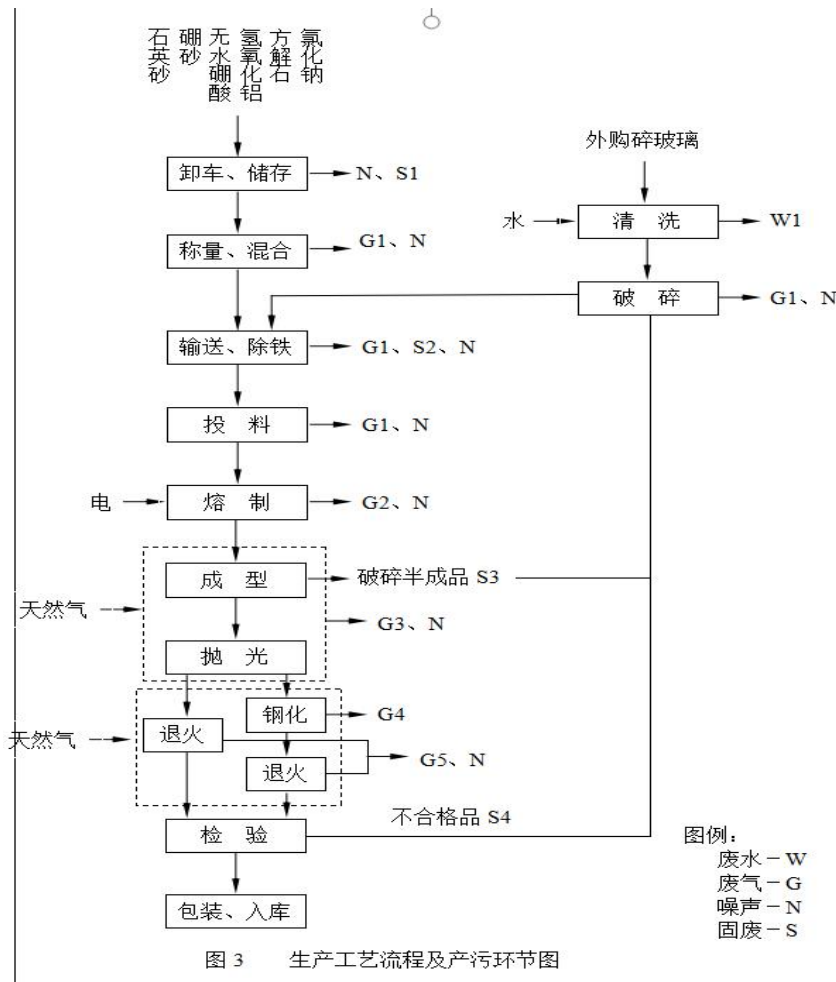 石英砂
硼砂
无水硼酸
氢氧化铝
方解石
氯化钠
外购碎玻璃
卸车、储存
N、S1
水
清 洗
W1
称量、混合
G1、N
破 碎
G1、N
输送、除铁
G1、S2、N
投 料
G1、N
电
熔 制
G2、N
成 型
破碎半成品 S3
天然气
G3、N
抛 光
钢化
G4
退火
天然气
G5、N
退火
不合格品 S4
检 验
图例:
废水－W
废气－G
噪声－N
固废－S
包装、入库
图 3 生产工艺流程及产污环节图